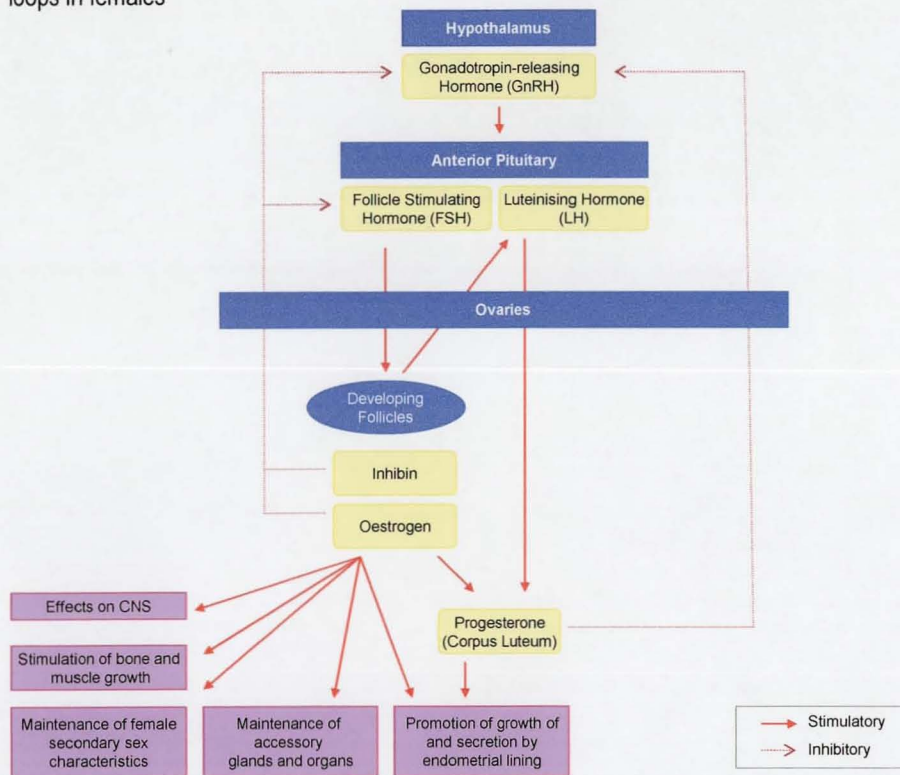 loops in females
Hypothalamus
Gonadotropin-releasing
Hormone (GnRH)
Anterior Pituitary
Follicle Stimulating
Hormone (FSH)
Luteinising Hormone
(LH)
Ovaries
Developing
Follicles
Inhibin
Oestrogen
Effects on CNS
Progesterone
(Corpus Luteum)
Stimulation of bone and
muscle growth
Maintenance of female
secondary sex
characteristics
Maintenance of
accessory
glands and organs
Promotion of growth of
and secretion by
endometrial lining
Stimulatory
Inhibitory